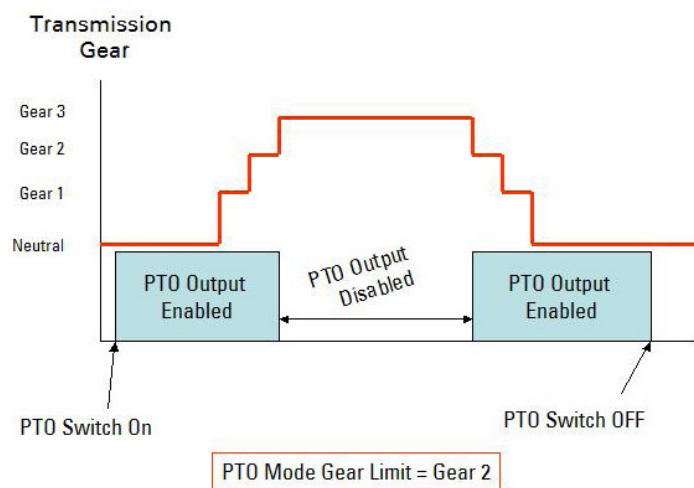 Transmission
Gear
Gear 3
Gear 2
Gear 1
Neutral
PTO Output
Enabled
PTO Output
Disabled
PTO Output
Enabled
PTO Switch On
PTO Switch OFF
PTO Mode Gear Limit = Gear 2